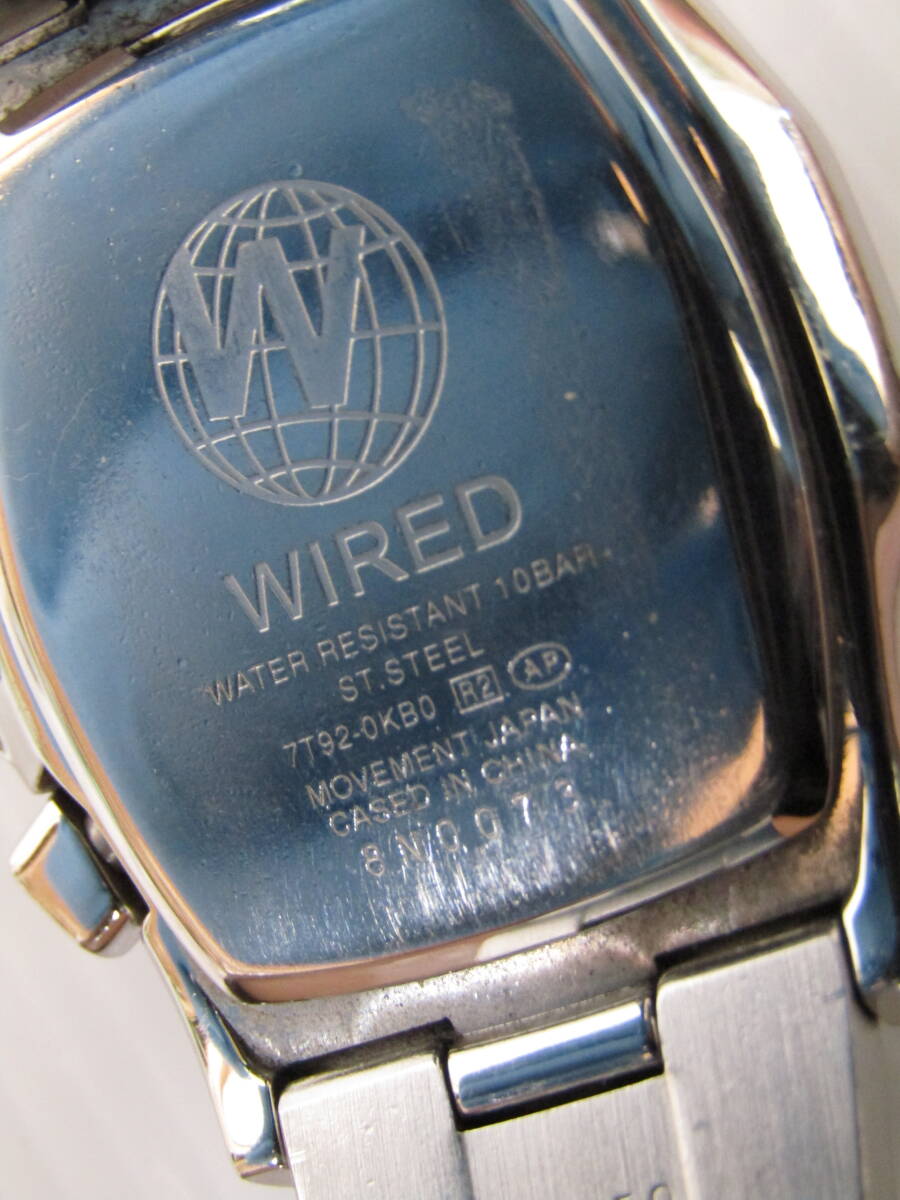 W
WIRED
WATER RESISTANT 10BAR
ST.STEEL
7T92-0KB0 R2 AP
MOVEMENT JAPAN
CASED IN CHINA
8N0073